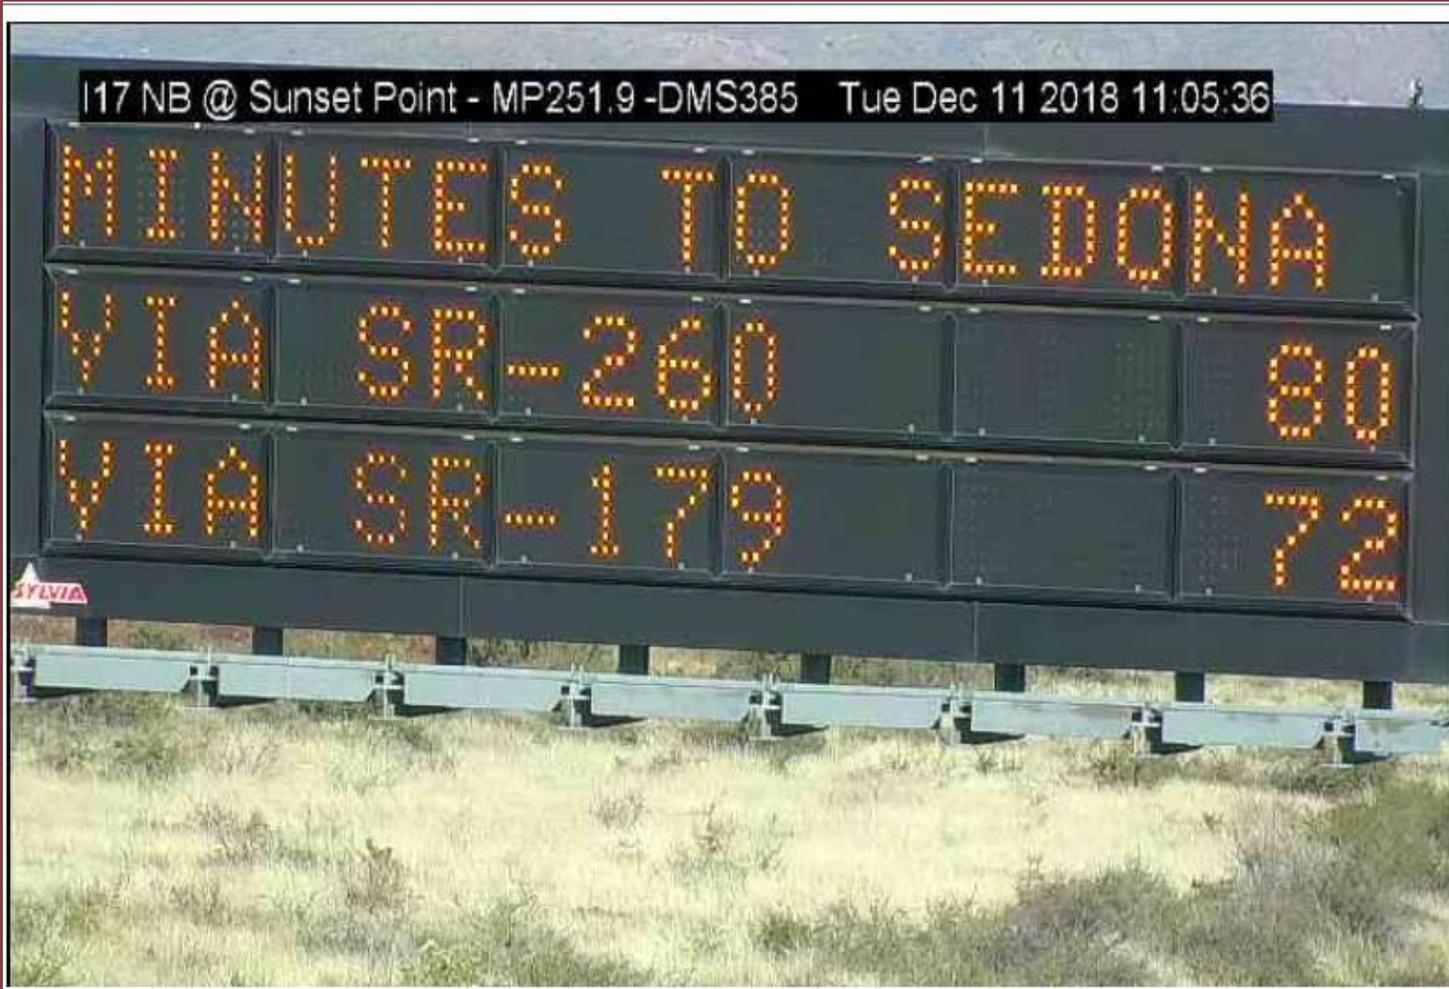 I17 NB @ Sunset Point - MP251.9 -DMS385    Tue Dec 11 2018 11:05:36
MINUTES TO SEDONA
VIA SR-260 80
VIA SR-179 72
SYLVIA